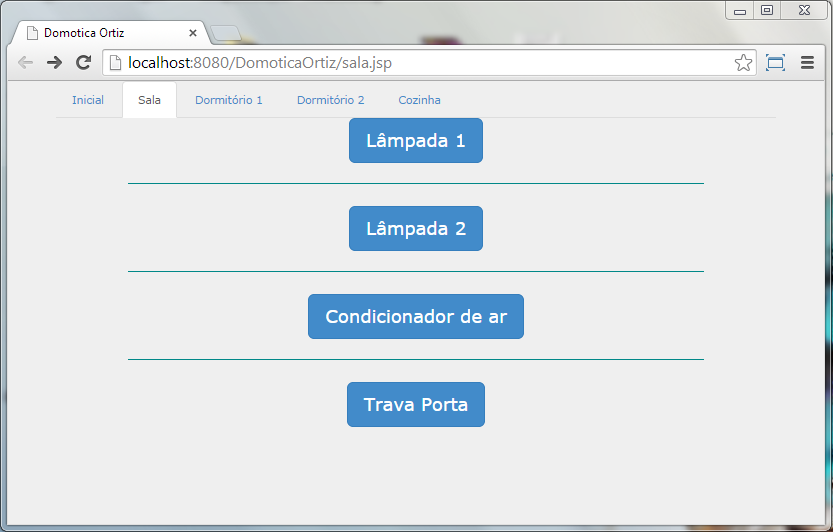 Domotica Ortiz
localhost:8080/DomoticaOrtiz/sala.jsp
Inicial Sala Dormitório 1 Dormitório 2 Cozinha
Lâmpada 1
Lâmpada 2
Condicionador de ar
Trava Porta